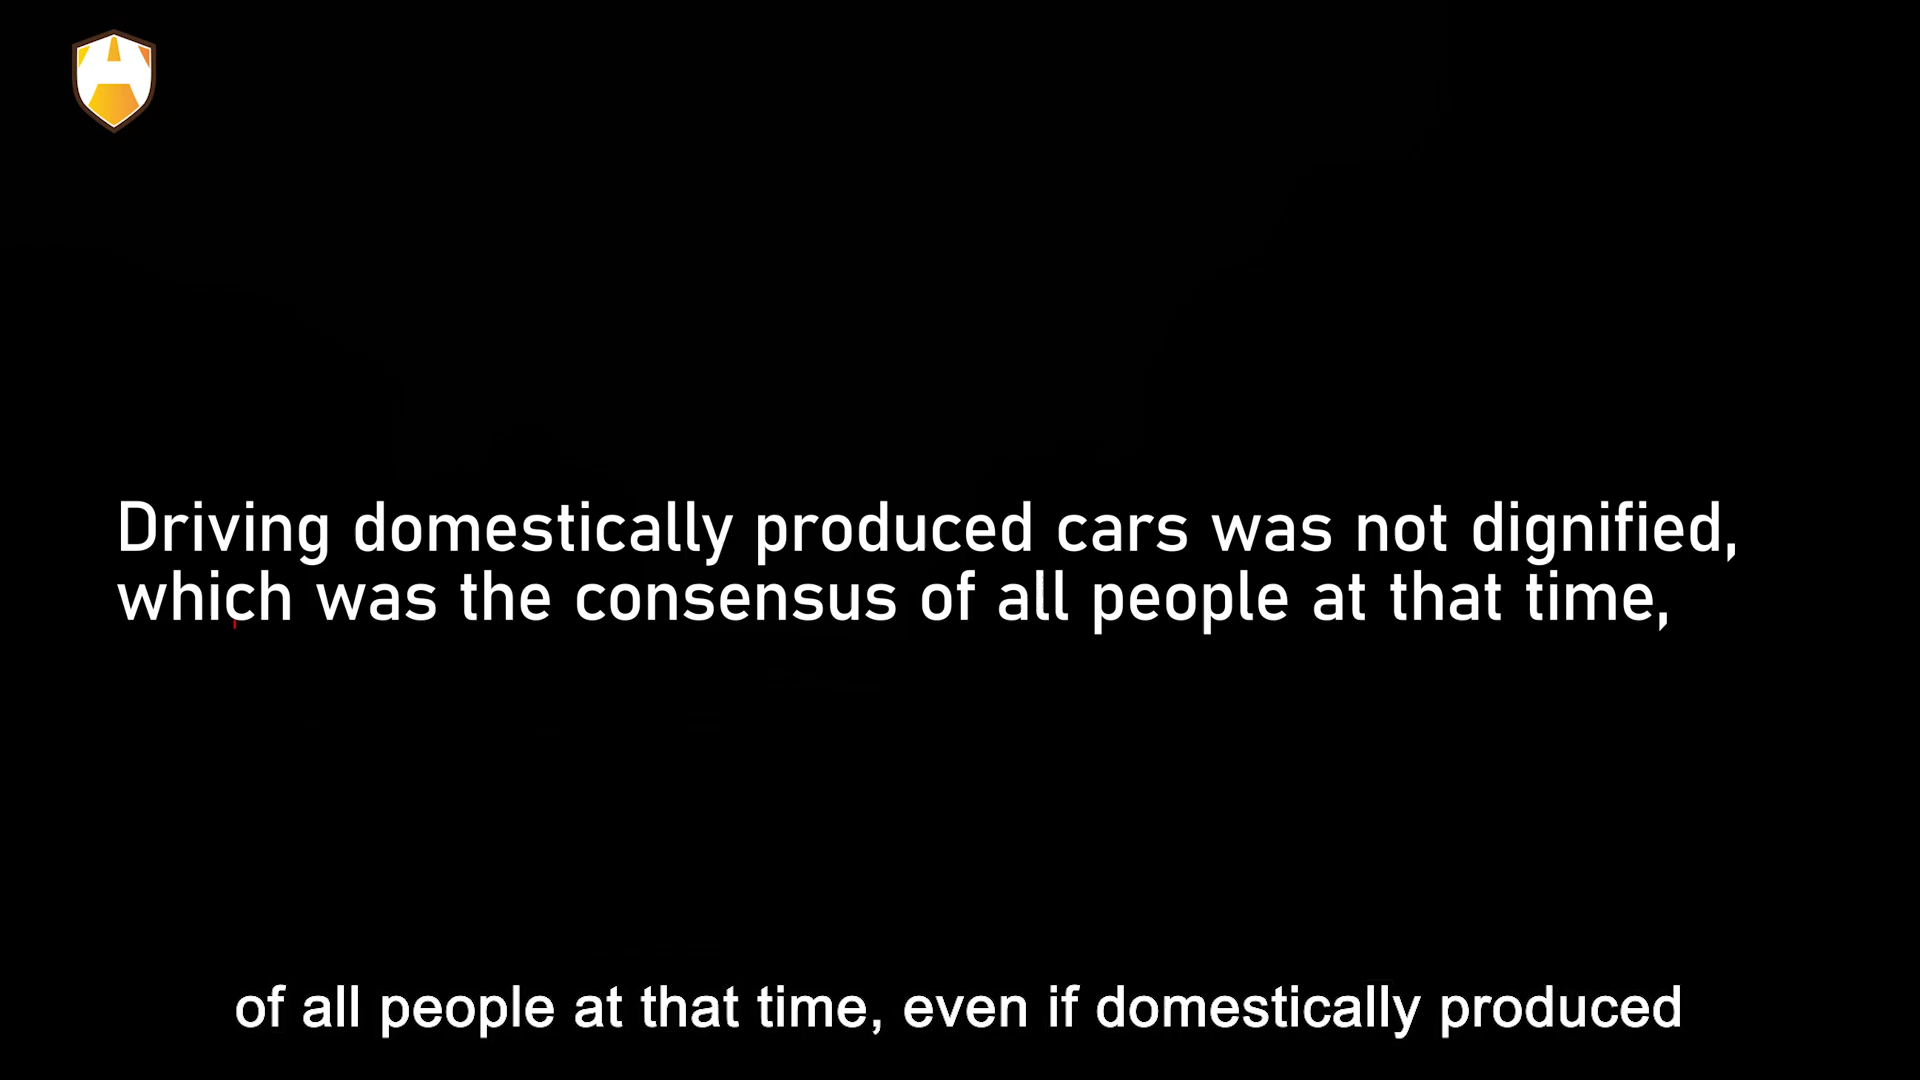 Driving domestically produced cars was not dignified,
which was the consensus of all people at that time,
of all people at that time, even if domestically produced